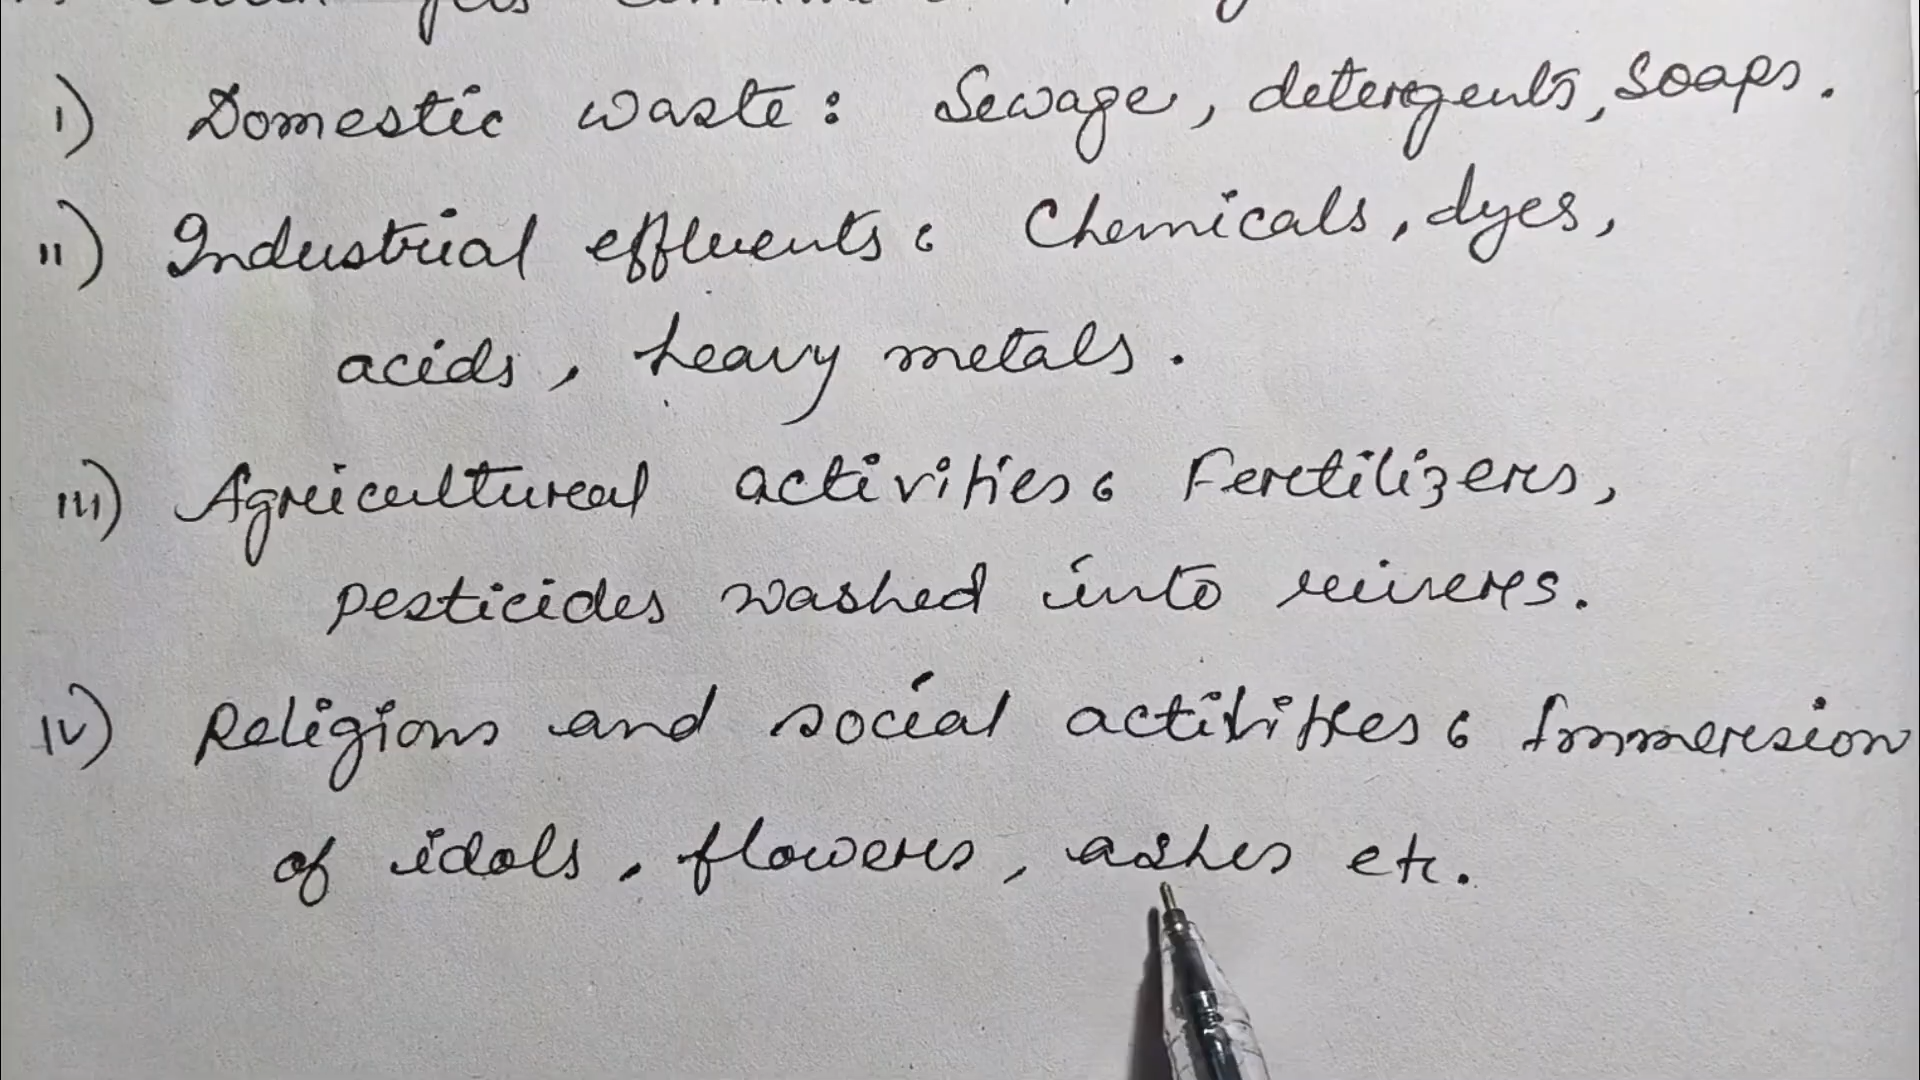 i) Domestic waste: Sewage, detergents, soaps.
ii) Industrial effluents: Chemicals, dyes,
acids, heavy metals.
iii) Agricultural activities: Fertilizers,
pesticides washed into rivers.
iv) Religions and social activities: Immersion
of idols, flowers, ashes etc.